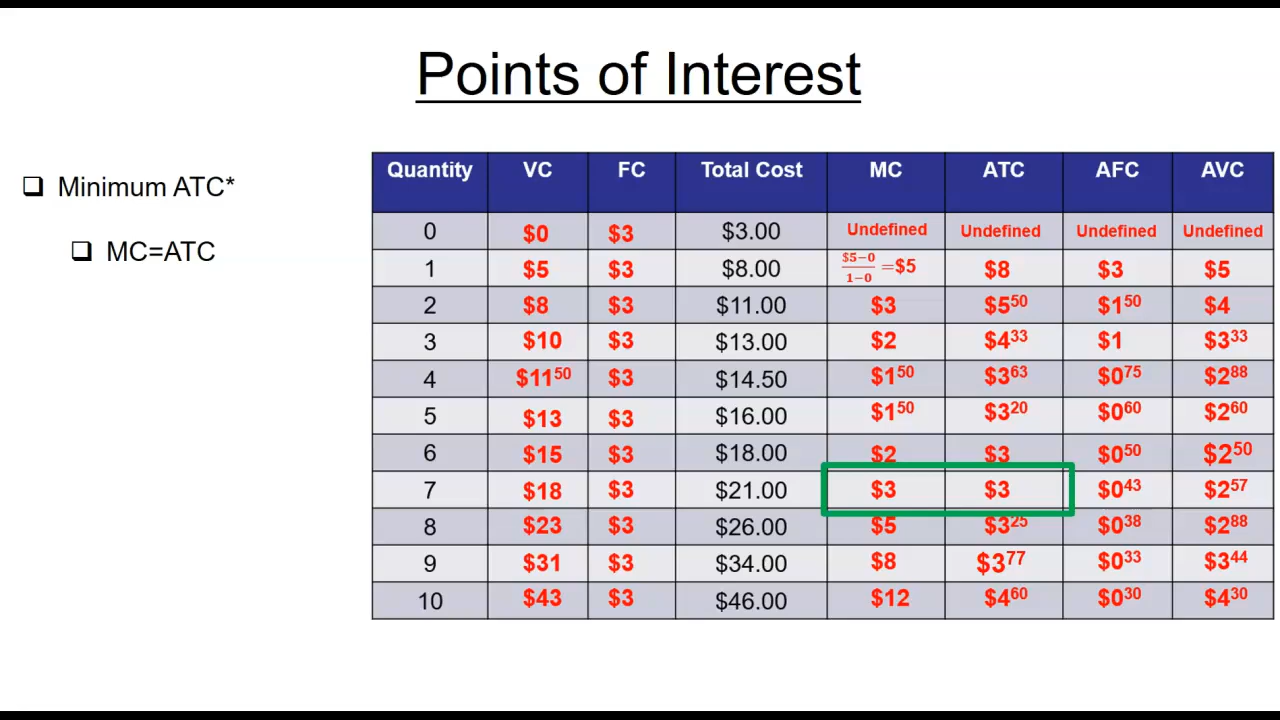 Points of Interest
❑ Minimum ATC*
❑ MC=ATC
Quantity VC FC Total Cost MC ATC AFC AVC
0 $0 $3 $3.00 Undefined Undefined Undefined Undefined
1 $5 $3 $8.00 $5−0/1−0 =$5 $8 $3 $5
2 $8 $3 $11.00 $3 $5⁵⁰ $1⁵⁰ $4
3 $10 $3 $13.00 $2 $4³³ $1 $3³³
4 $11⁵⁰ $3 $14.50 $1⁵⁰ $3⁶³ $0⁷⁵ $2⁸⁸
5 $13 $3 $16.00 $1⁵⁰ $3²⁰ $0⁶⁰ $2⁶⁰
6 $15 $3 $18.00 $2 $3 $0⁵⁰ $2⁵⁰
7 $18 $3 $21.00 $3 $3 $0⁴³ $2⁵⁷
8 $23 $3 $26.00 $5 $3²⁵ $0³⁸ $2⁸⁸
9 $31 $3 $34.00 $8 $3⁷⁷ $0³³ $3⁴⁴
10 $43 $3 $46.00 $12 $4⁶⁰ $0³⁰ $4³⁰